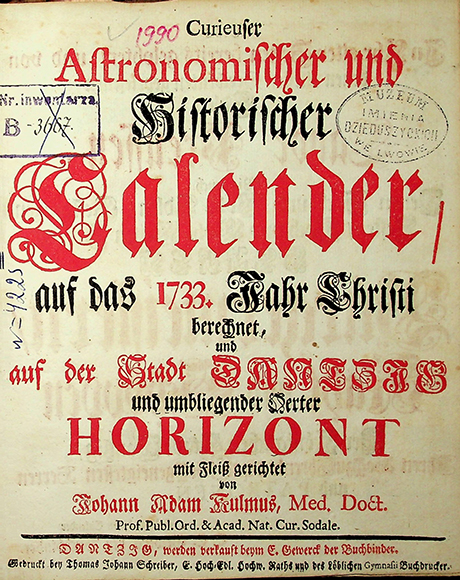 1990
Curieuser
Astronomischer und
Historischer
Calender,
auf das 1733. Jahr Christi
berechnet,
und
auf der Stadt DANTZIG
und umbliegender Oerter
HORIZONT
mit Fleiß gerichtet
von
Johann Adam Kulmus, Med. Doct.
Prof. Publ. Ord. & Acad. Nat. Cur. Sodale.
DANTZIG, werden verkauft beym E. Gewerck der Buchbinder.
Gedruckt bey Thomas Johann Schreiber, E. Hoch-Edl. Hochw. Raths und des Löblichen Gymnasii Buchdrucker.
Nr. inwentarza
B - 3667.
MUZEUM
IMIENIA
DZIEDUSZYCKICH
WE LWOWIE